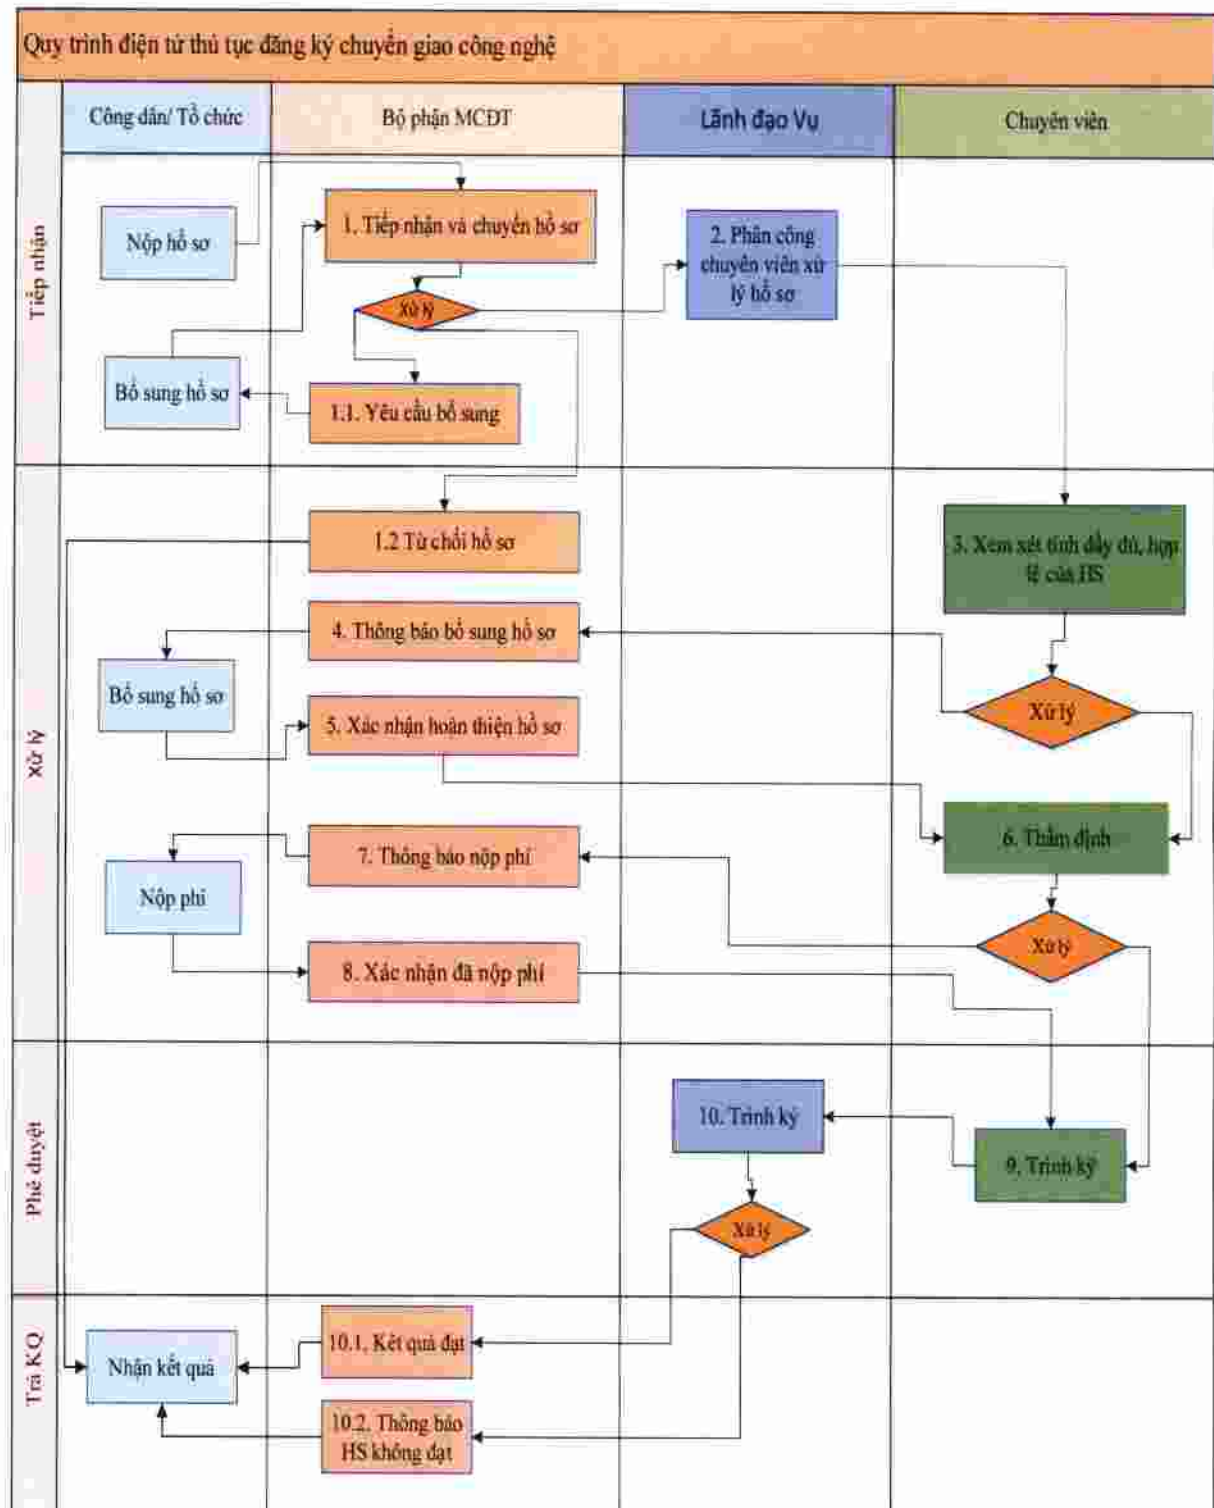 Quy trình điện tử thủ tục đăng ký chuyển giao công nghệ
Công dân/ Tổ chức
Bộ phận MCĐT
Lãnh đạo Vụ
Chuyên viên
Tiếp nhận
Nộp hồ sơ
1. Tiếp nhận và chuyển hồ sơ
2. Phân công
chuyên viên xử
lý hồ sơ
Xử lý
Bổ sung hồ sơ
1.1. Yêu cầu bổ sung
Xử lý
1.2 Từ chối hồ sơ
3. Xem xét tính đầy đủ, hợp
lệ của HS
4. Thông báo bổ sung hồ sơ
Bổ sung hồ sơ
Xử lý
5. Xác nhận hoàn thiện hồ sơ
6. Thẩm định
7. Thông báo nộp phí
Nộp phí
Xử lý
8. Xác nhận đã nộp phí
Phê duyệt
10. Trình ký
9. Trình ký
Xử lý
Trả KQ
10.1. Kết quả đạt
Nhận kết quả
10.2. Thông báo
HS không đạt